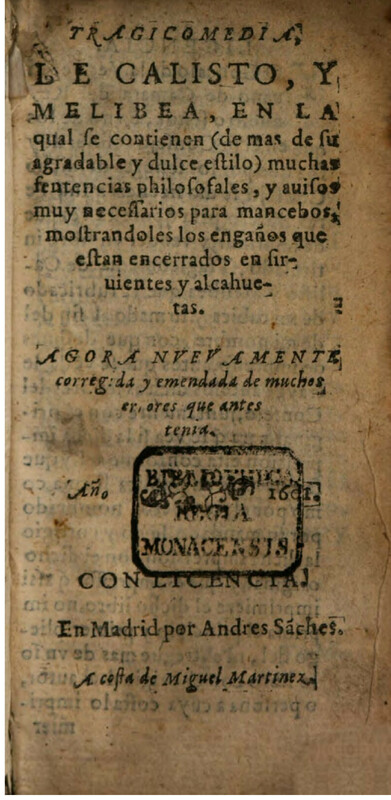 TRAGICOMEDIA,
DE CALISTO, Y
MELIBEA, EN LA
qual ſe contienen (de mas de ſu
agradable y dulce eſtilo) muchas
ſentencias philoſofales, y auiſos
muy neceſſarios para mancebos,
moſtrandoles los engaños que
eſtan encerrados en ſir-
uientes y alcahue-
tas.
AGORA NVEVAMENTE
corregida y emendada de muchos
errores que antes
tenia.
Año 1601.
BIBLIOTHECA
REGIA
MONACENSIS.
CON LICENCIA.
En Madrid por Andres Sãches.
A coſta de Miguel Martinez.